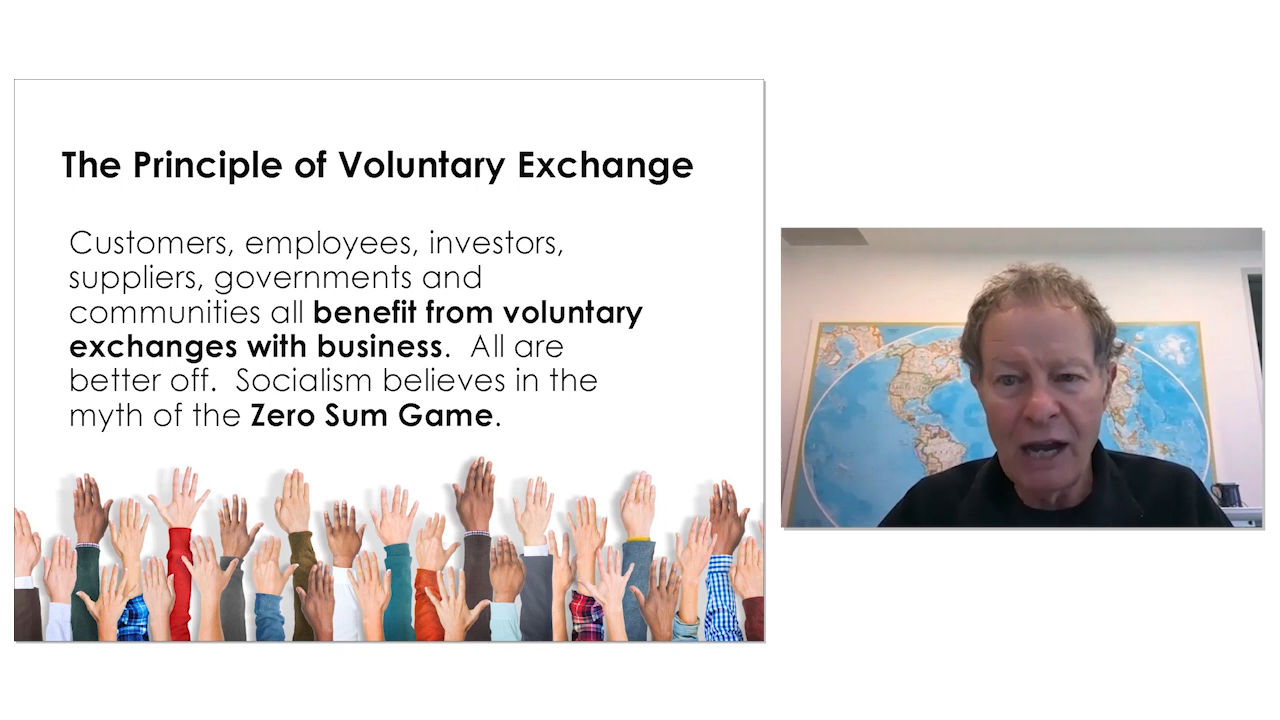 The Principle of Voluntary Exchange
Customers, employees, investors,
suppliers, governments and
communities all benefit from voluntary
exchanges with business.  All are
better off.  Socialism believes in the
myth of the Zero Sum Game.